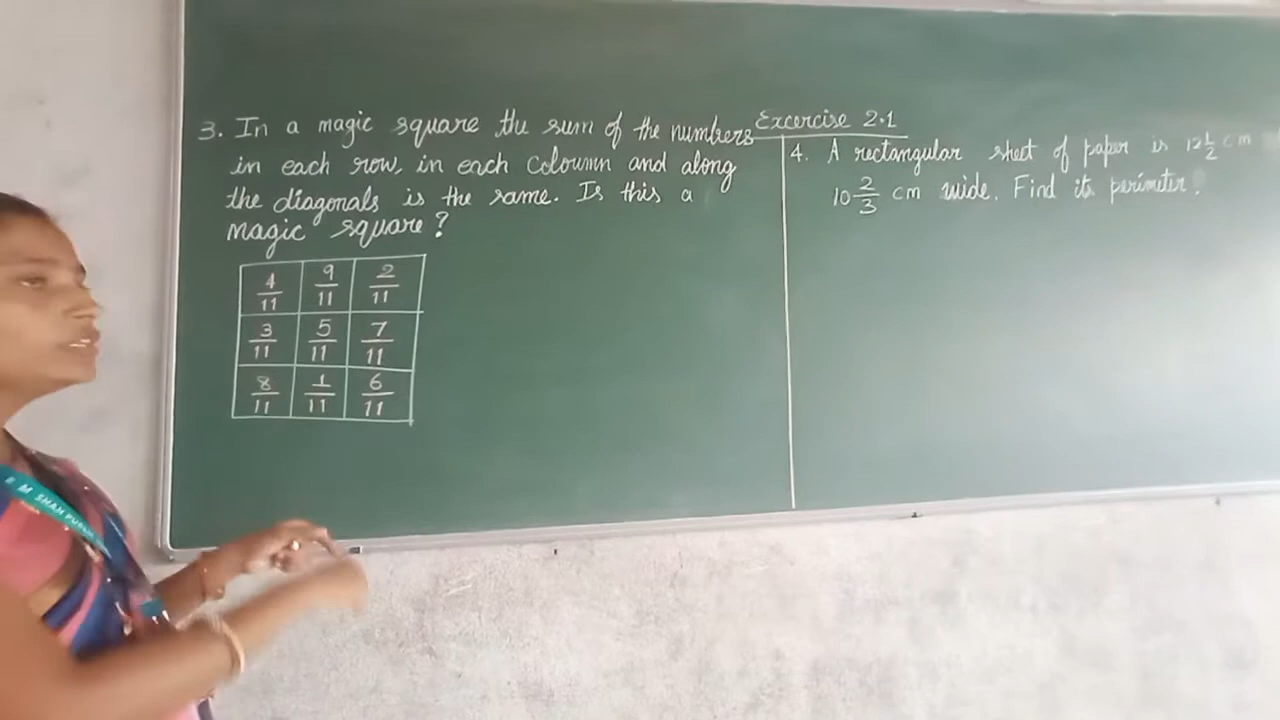 Excercise 2.1
3. In a magic square the sum of the numbers
in each row, in each coloumn and along
the diagonals is the same. Is this a
magic square?
4/11 9/11 2/11
3/11 5/11 7/11
8/11 1/11 6/11
4. A rectangular sheet of paper is 12 1/2 cm
10 2/3 cm wide. Find its perimeter.
E M SHAH PUBLIC